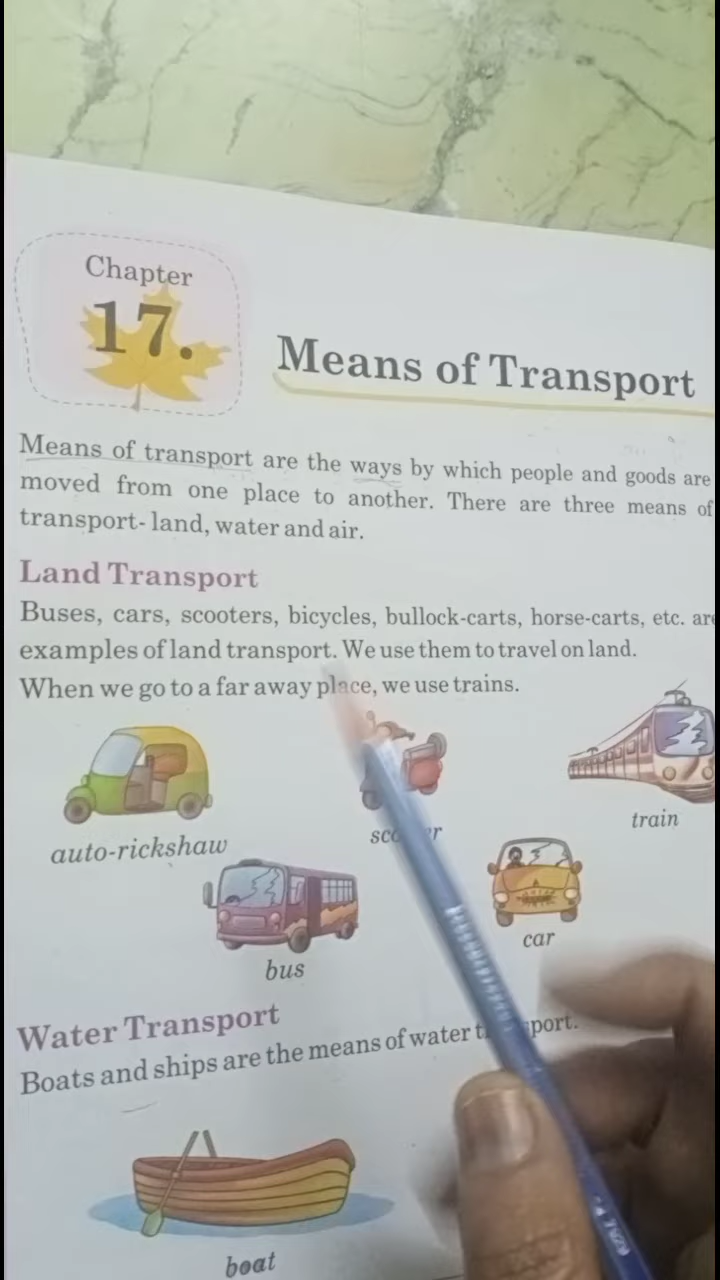 Chapter
17.
Means of Transport
Means of transport are the ways by which people and goods are
moved from one place to another. There are three means of
transport- land, water and air.
Land Transport
Buses, cars, scooters, bicycles, bullock-carts, horse-carts, etc. are
examples of land transport. We use them to travel on land.
When we go to a far away place, we use trains.
auto-rickshaw
train
bus
car
Water Transport
Boats and ships are the means of water
boat